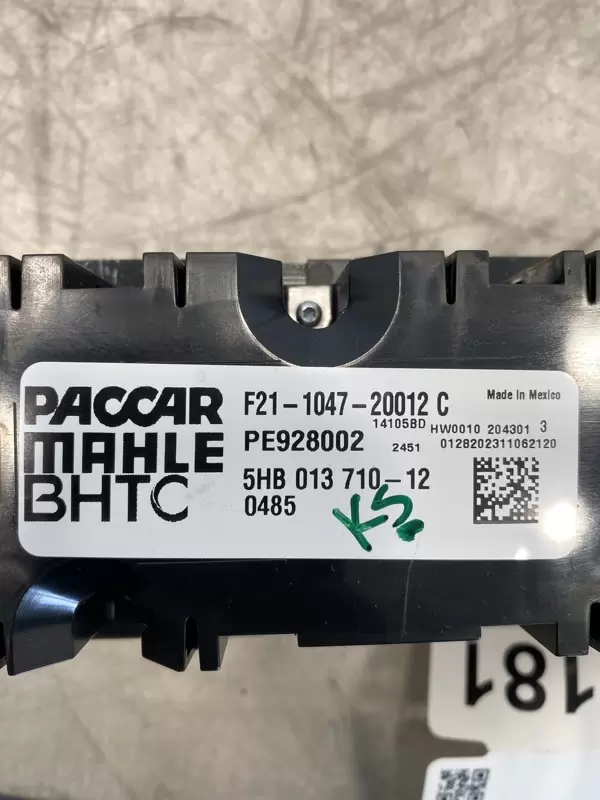 PACCAR
MAHLE
BHTC
F21-1047-20012 C
PE928002
5HB 013 710-12
0485
14105BD
2451
Made in Mexico
HW0010 204301 3
0128202311062120
KS
181